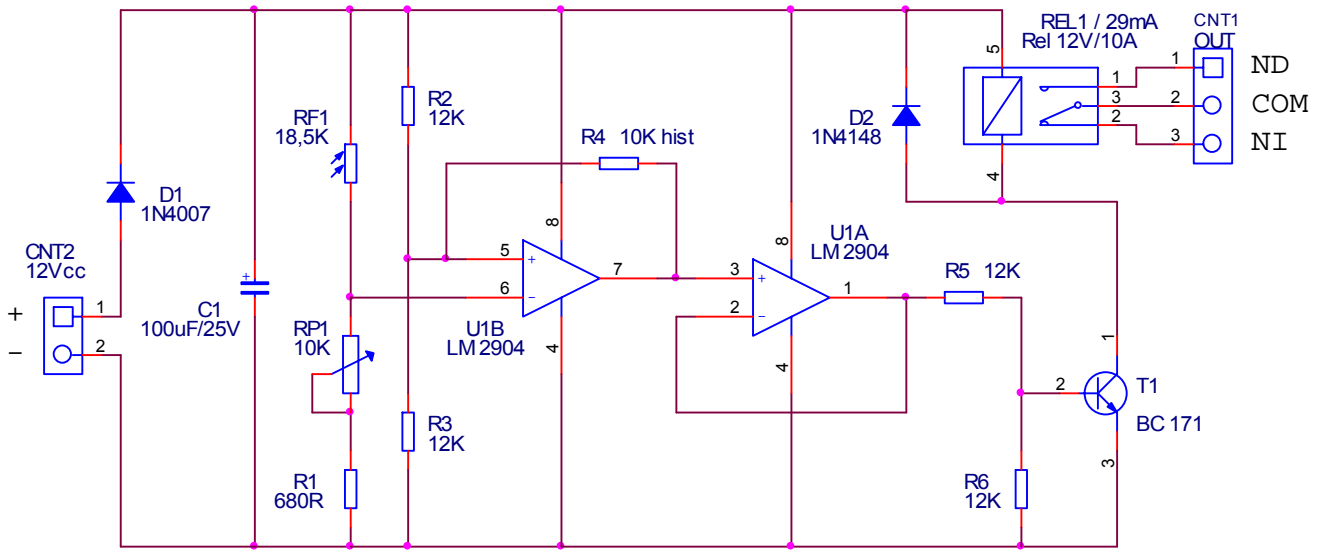 REL1 / 29mA
Rel 12V/10A
CNT1
OUT
5
1
3
2
4
1
2
3
ND
COM
NI
R2
12K
RF1
18,5K
R4 10K hist
D2
1N4148
D1
1N4007
CNT2
12Vcc
+
−
1
2
+
C1
100uF/25V
8
5
+
6
−
7
4
U1B
LM2904
U1A
LM2904
8
3
+
2
−
1
4
R5 12K
RP1
10K
R3
12K
R1
680R
R6
12K
1
2
3
T1
BC 171